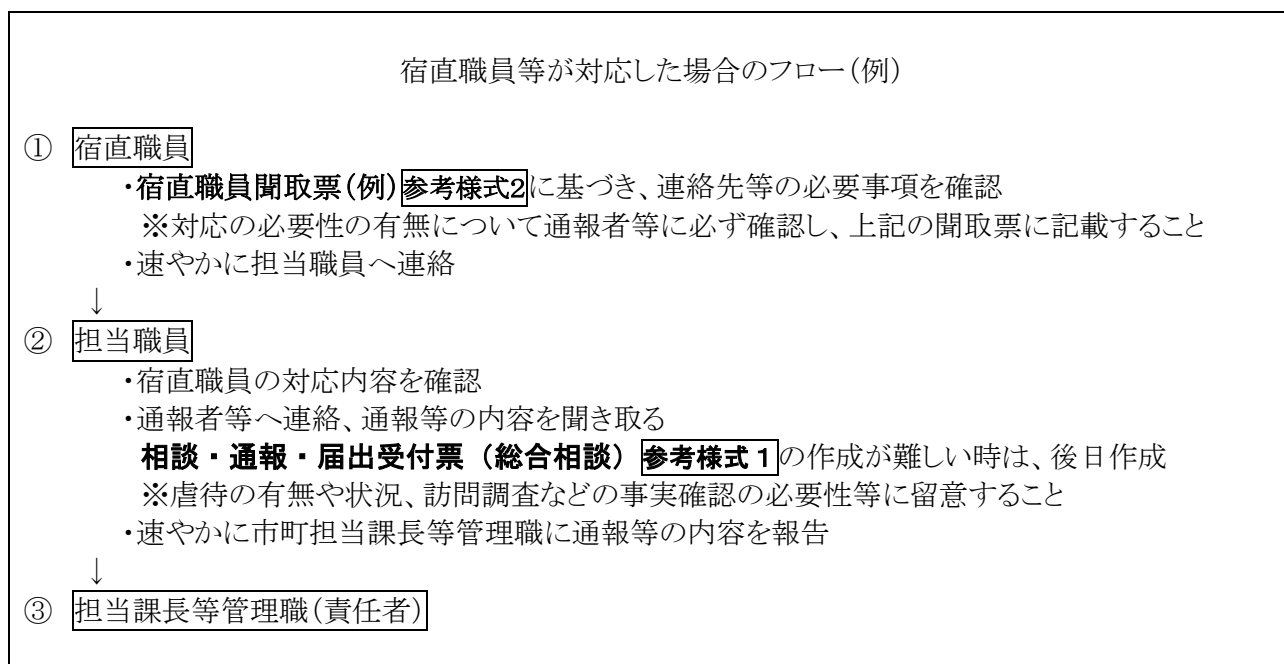 宿直職員等が対応した場合のフロー(例)
① 宿直職員
・宿直職員聞取票(例)参考様式2に基づき、連絡先等の必要事項を確認
※対応の必要性の有無について通報者等に必ず確認し、上記の聞取票に記載すること
・速やかに担当職員へ連絡
↓
② 担当職員
・宿直職員の対応内容を確認
・通報者等へ連絡、通報等の内容を聞き取る
相談・通報・届出受付票(総合相談)参考様式1の作成が難しい時は、後日作成
※虐待の有無や状況、訪問調査などの事実確認の必要性等に留意すること
・速やかに市町担当課長等管理職に通報等の内容を報告
↓
③ 担当課長等管理職(責任者)